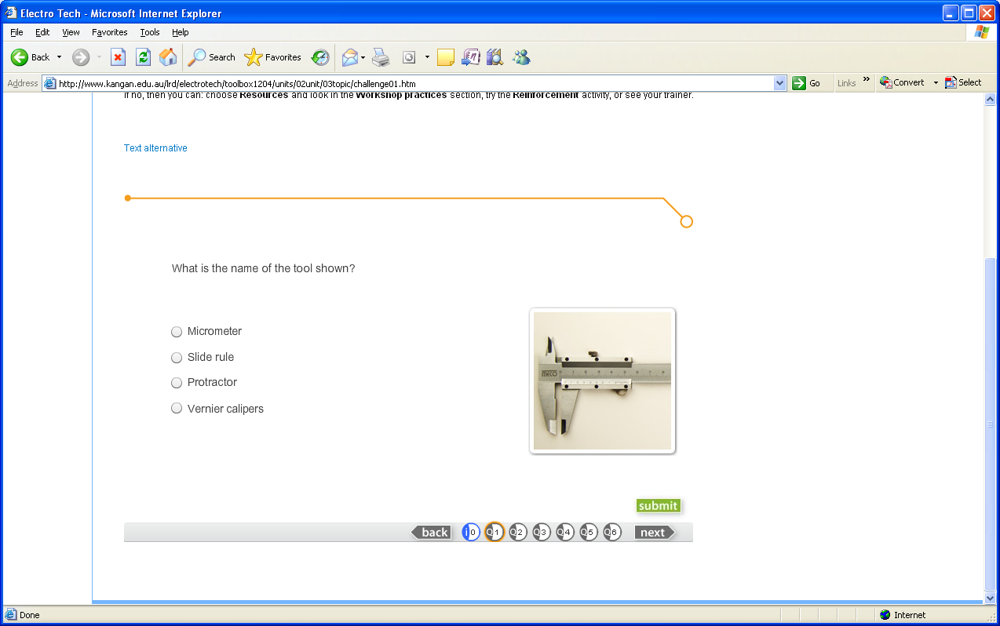 Electro Tech - Microsoft Internet Explorer
File Edit View Favorites Tools Help
Back Search Favorites
Address http://www.kangan.edu.au/lrd/electrotech/toolbox1204/units/02unit/03topic/challenge01.htm Go Links » Convert Select
If no, then you can: choose Resources and look in the Workshop practices section, try the Reinforcement activity, or see your trainer.
Text alternative
What is the name of the tool shown?
Micrometer
Slide rule
Protractor
Vernier calipers
meco
submit
back i 0 Q1 Q2 Q3 Q4 Q5 Q6 next
Done Internet